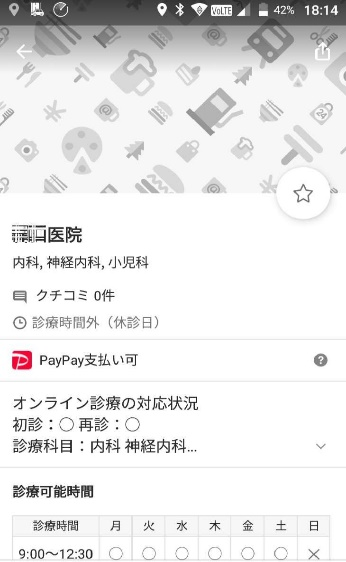 VoLTE 42% 18:14
医院
内科, 神経内科, 小児科
クチコミ 0件
診療時間外（休診日）
PayPay支払い可
オンライン診療の対応状況
初診：〇 再診：〇
診療科目：内科 神経内科...
診療可能時間
診療時間 月 火 水 木 金 土 日
9:00〜12:30 〇 〇 〇 〇 〇 〇 ×